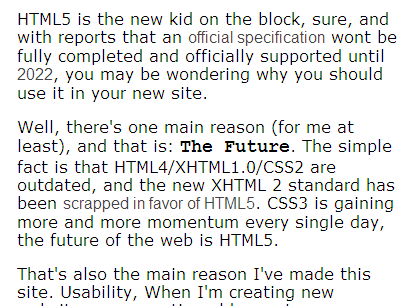 HTML5 is the new kid on the block, sure, and
with reports that an official specification wont be
fully completed and officially supported until
2022, you may be wondering why you should
use it in your new site.
Well, there's one main reason (for me at
least), and that is: The Future. The simple
fact is that HTML4/XHTML1.0/CSS2 are
outdated, and the new XHTML 2 standard has
been scrapped in favor of HTML5. CSS3 is gaining
more and more momentum every single day,
the future of the web is HTML5.
That's also the main reason I've made this
site. Usability, When I'm creating new